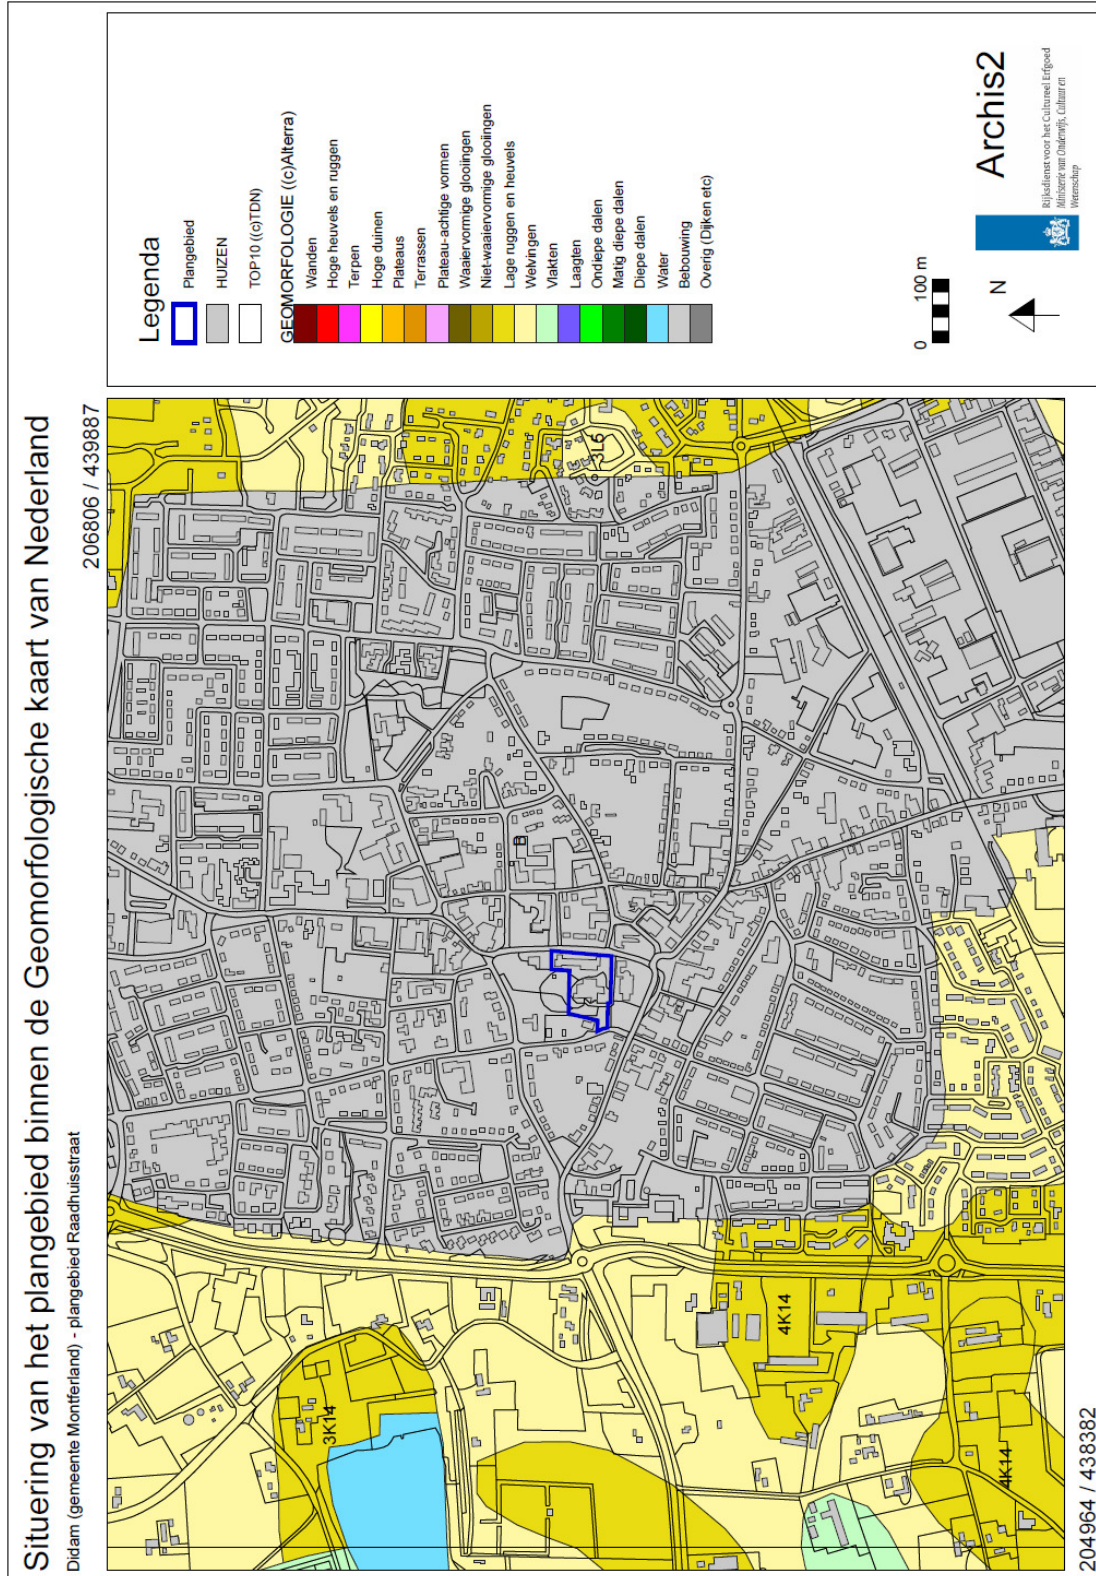 Situering van het plangebied binnen de Geomorfologische kaart van Nederland
Didam (gemeente Montferland) - plangebied Raadhuisstraat
206806 / 439887
3L5
B
3K14
4K14
4K14
204964 / 438382
Legenda
Plangebied
HUIZEN
TOP10 ((c)TDN)
GEOMORFOLOGIE ((c)Alterra)
Wanden
Hoge heuvels en ruggen
Terpen
Hoge duinen
Plateaus
Terrassen
Plateau-achtige vormen
Waaiervormige glooiingen
Niet-waaiervormige glooiingen
Lage ruggen en heuvels
Welvingen
Vlakten
Laagten
Ondiepe dalen
Matig diepe dalen
Diepe dalen
Water
Bebouwing
Overig (Dijken etc)
0 100 m
N
Archis2
Rijksdienst voor het Cultureel Erfgoed
Ministerie van Onderwijs, Cultuur en
Wetenschap